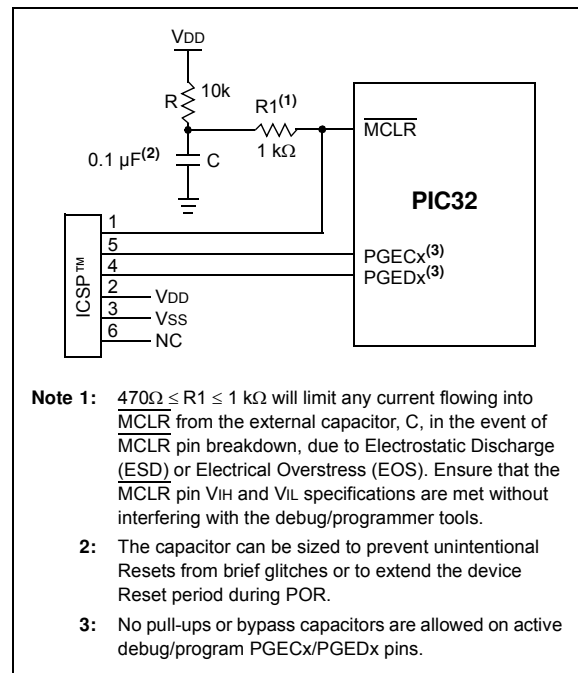 VDD
R 10k
R1(1)
1 kΩ
0.1 µF(2) C
MCLR
PIC32
PGECx(3)
PGEDx(3)
ICSP™
1
5
4
2 VDD
3 VSS
6 NC
Note 1: 470Ω ≤ R1 ≤ 1 kΩ will limit any current flowing into
MCLR from the external capacitor, C, in the event of
MCLR pin breakdown, due to Electrostatic Discharge
(ESD) or Electrical Overstress (EOS). Ensure that the
MCLR pin VIH and VIL specifications are met without
interfering with the debug/programmer tools.
2: The capacitor can be sized to prevent unintentional
Resets from brief glitches or to extend the device
Reset period during POR.
3: No pull-ups or bypass capacitors are allowed on active
debug/program PGECx/PGEDx pins.